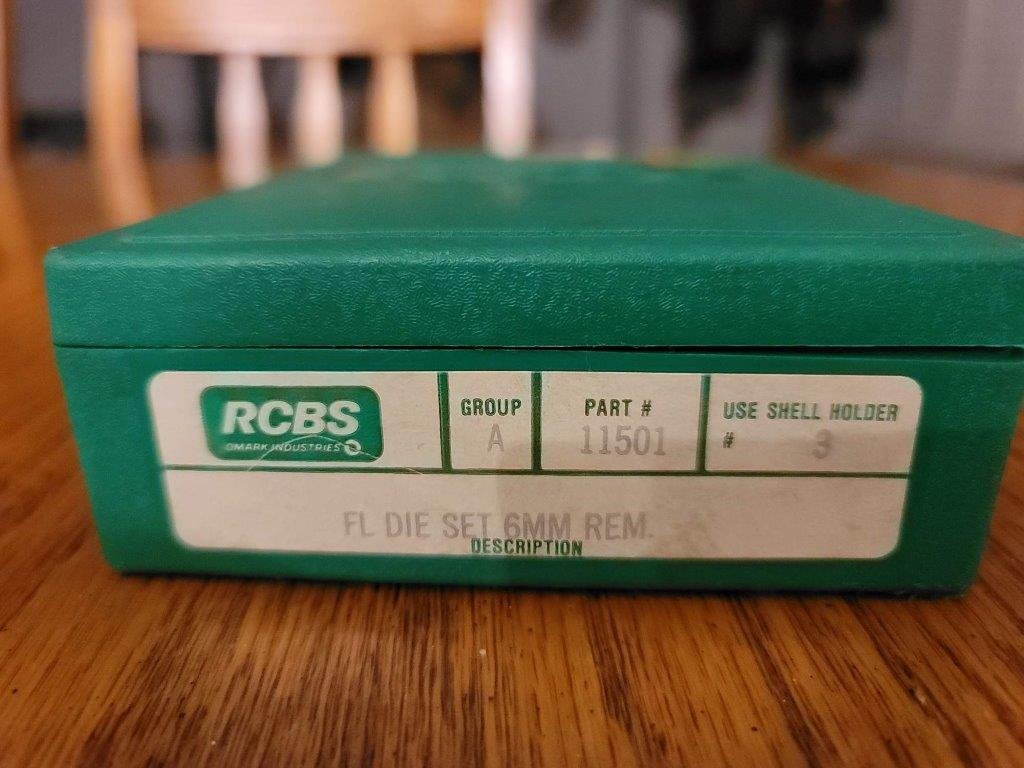 RCBS
OMARK INDUSTRIES
GROUP
A
PART #
11501
USE SHELL HOLDER
# 3
FL DIE SET 6MM REM.
DESCRIPTION